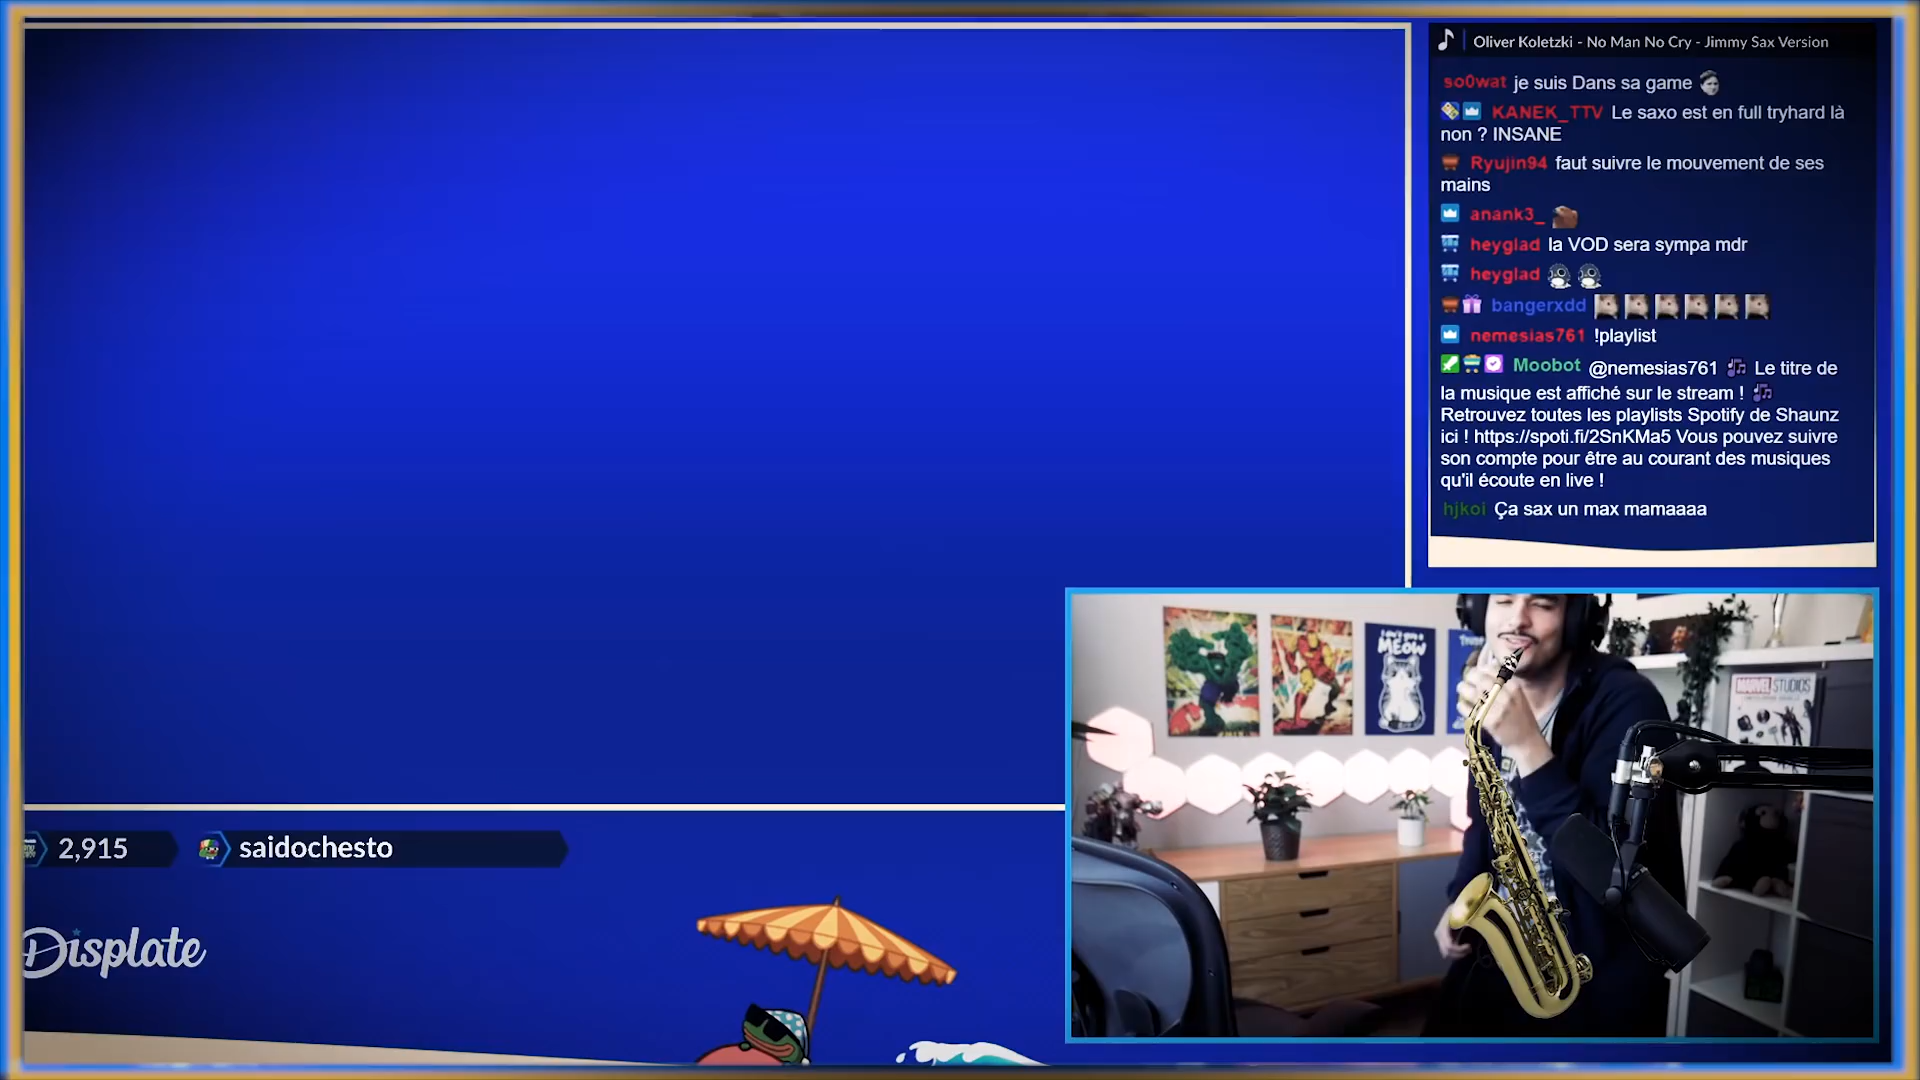 Oliver Koletzki - No Man No Cry - Jimmy Sax Version
so0wat je suis Dans sa game
KANEK_TTV Le saxo est en full tryhard là
non ? INSANE
Ryujin94 faut suivre le mouvement de ses
mains
anank3_
heyglad la VOD sera sympa mdr
heyglad
bangerxdd
nemesias761 !playlist
Moobot @nemesias761 Le titre de
la musique est affiché sur le stream !
Retrouvez toutes les playlists Spotify de Shaunz
ici ! https://spoti.fi/2SnKMa5 Vous pouvez suivre
son compte pour être au courant des musiques
qu'il écoute en live !
hjkoi Ça sax un max mamaaaa
MEOW
MARVEL STUDIOS
2,915
saidochesto
Displate